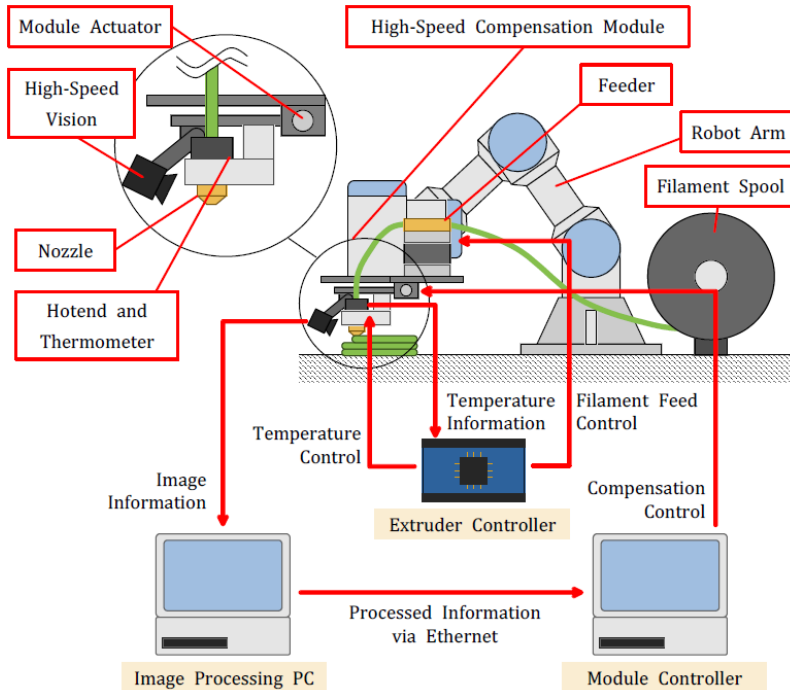 Module Actuator
High-Speed Compensation Module
High-Speed
Vision
Feeder
Robot Arm
Filament Spool
Nozzle
Hotend and
Thermometer
Temperature
Information
Filament Feed
Control
Temperature
Control
Image
Information
Compensation
Control
Extruder Controller
Processed Information
via Ethernet
Image Processing PC
Module Controller